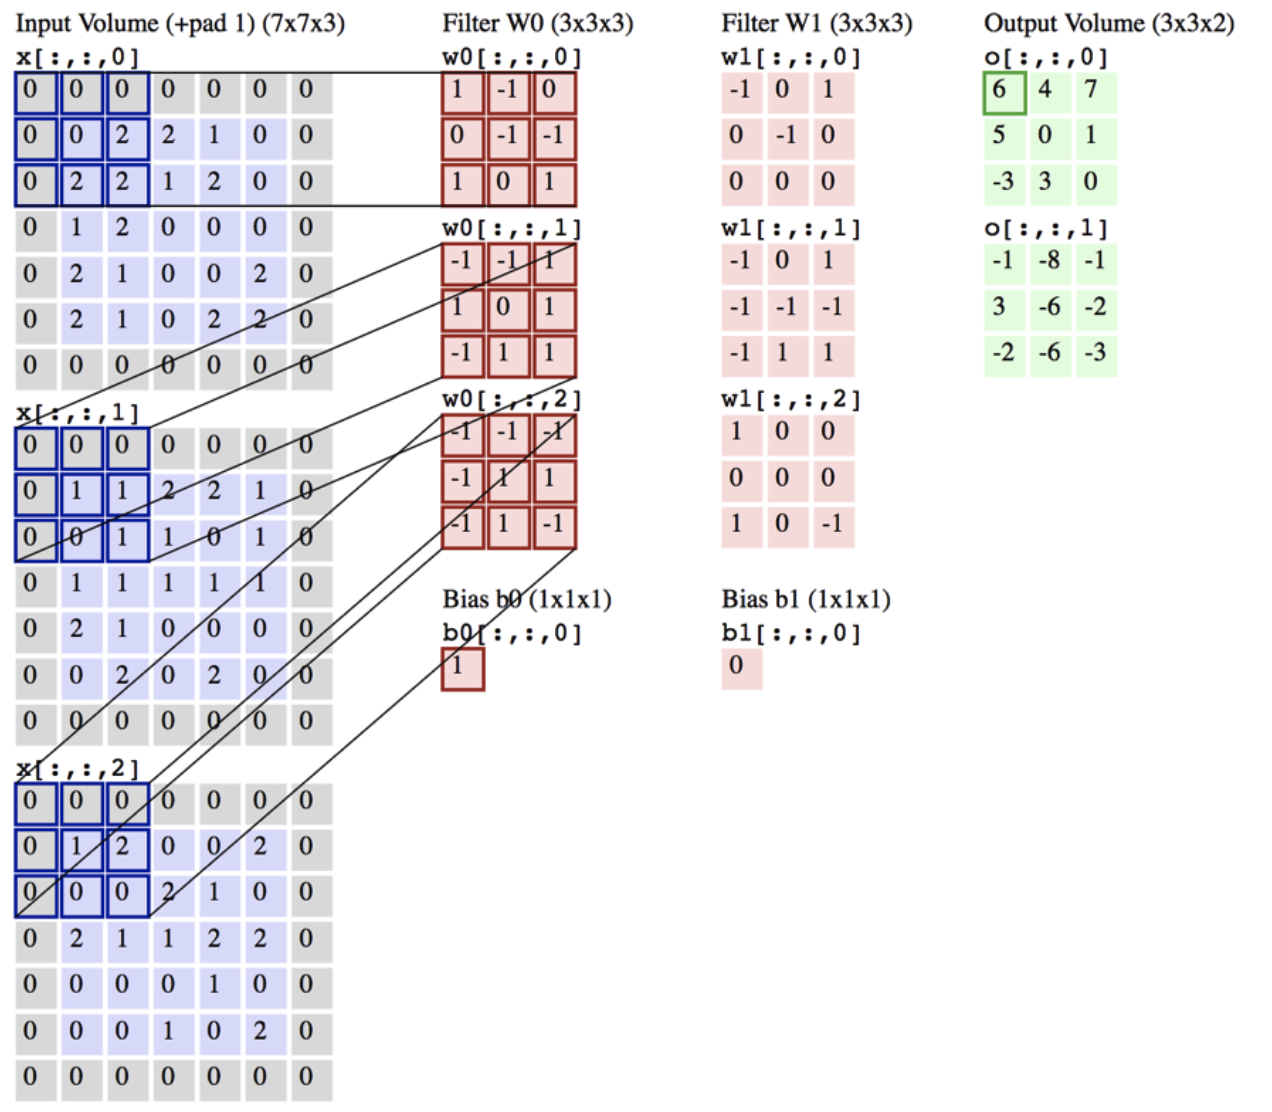 Input Volume (+pad 1) (7x7x3)
x[:,:,0]
0 0 0 0 0 0 0
0 0 2 2 1 0 0
0 2 2 1 2 0 0
0 1 2 0 0 0 0
0 2 1 0 0 2 0
0 2 1 0 2 2 0
0 0 0 0 0 0 0
x[:,:,1]
0 0 0 0 0 0 0
0 1 1 2 2 1 0
0 0 1 1 0 1 0
0 1 1 1 1 1 0
0 2 1 0 0 0 0
0 0 2 0 2 0 0
0 0 0 0 0 0 0
x[:,:,2]
0 0 0 0 0 0 0
0 1 2 0 0 2 0
0 0 0 2 1 0 0
0 2 1 1 2 2 0
0 0 0 0 1 0 0
0 0 0 1 0 2 0
0 0 0 0 0 0 0
Filter W0 (3x3x3)
w0[:,:,0]
1 -1 0
0 -1 -1
1 0 1
w0[:,:,1]
-1 -1 1
1 0 1
-1 1 1
w0[:,:,2]
-1 -1 -1
-1 1 1
-1 1 -1
Bias b0 (1x1x1)
b0[:,:,0]
1
Filter W1 (3x3x3)
w1[:,:,0]
-1 0 1
0 -1 0
0 0 0
w1[:,:,1]
-1 0 1
-1 -1 -1
-1 1 1
w1[:,:,2]
1 0 0
0 0 0
1 0 -1
Bias b1 (1x1x1)
b1[:,:,0]
0
Output Volume (3x3x2)
o[:,:,0]
6 4 7
5 0 1
-3 3 0
o[:,:,1]
-1 -8 -1
3 -6 -2
-2 -6 -3